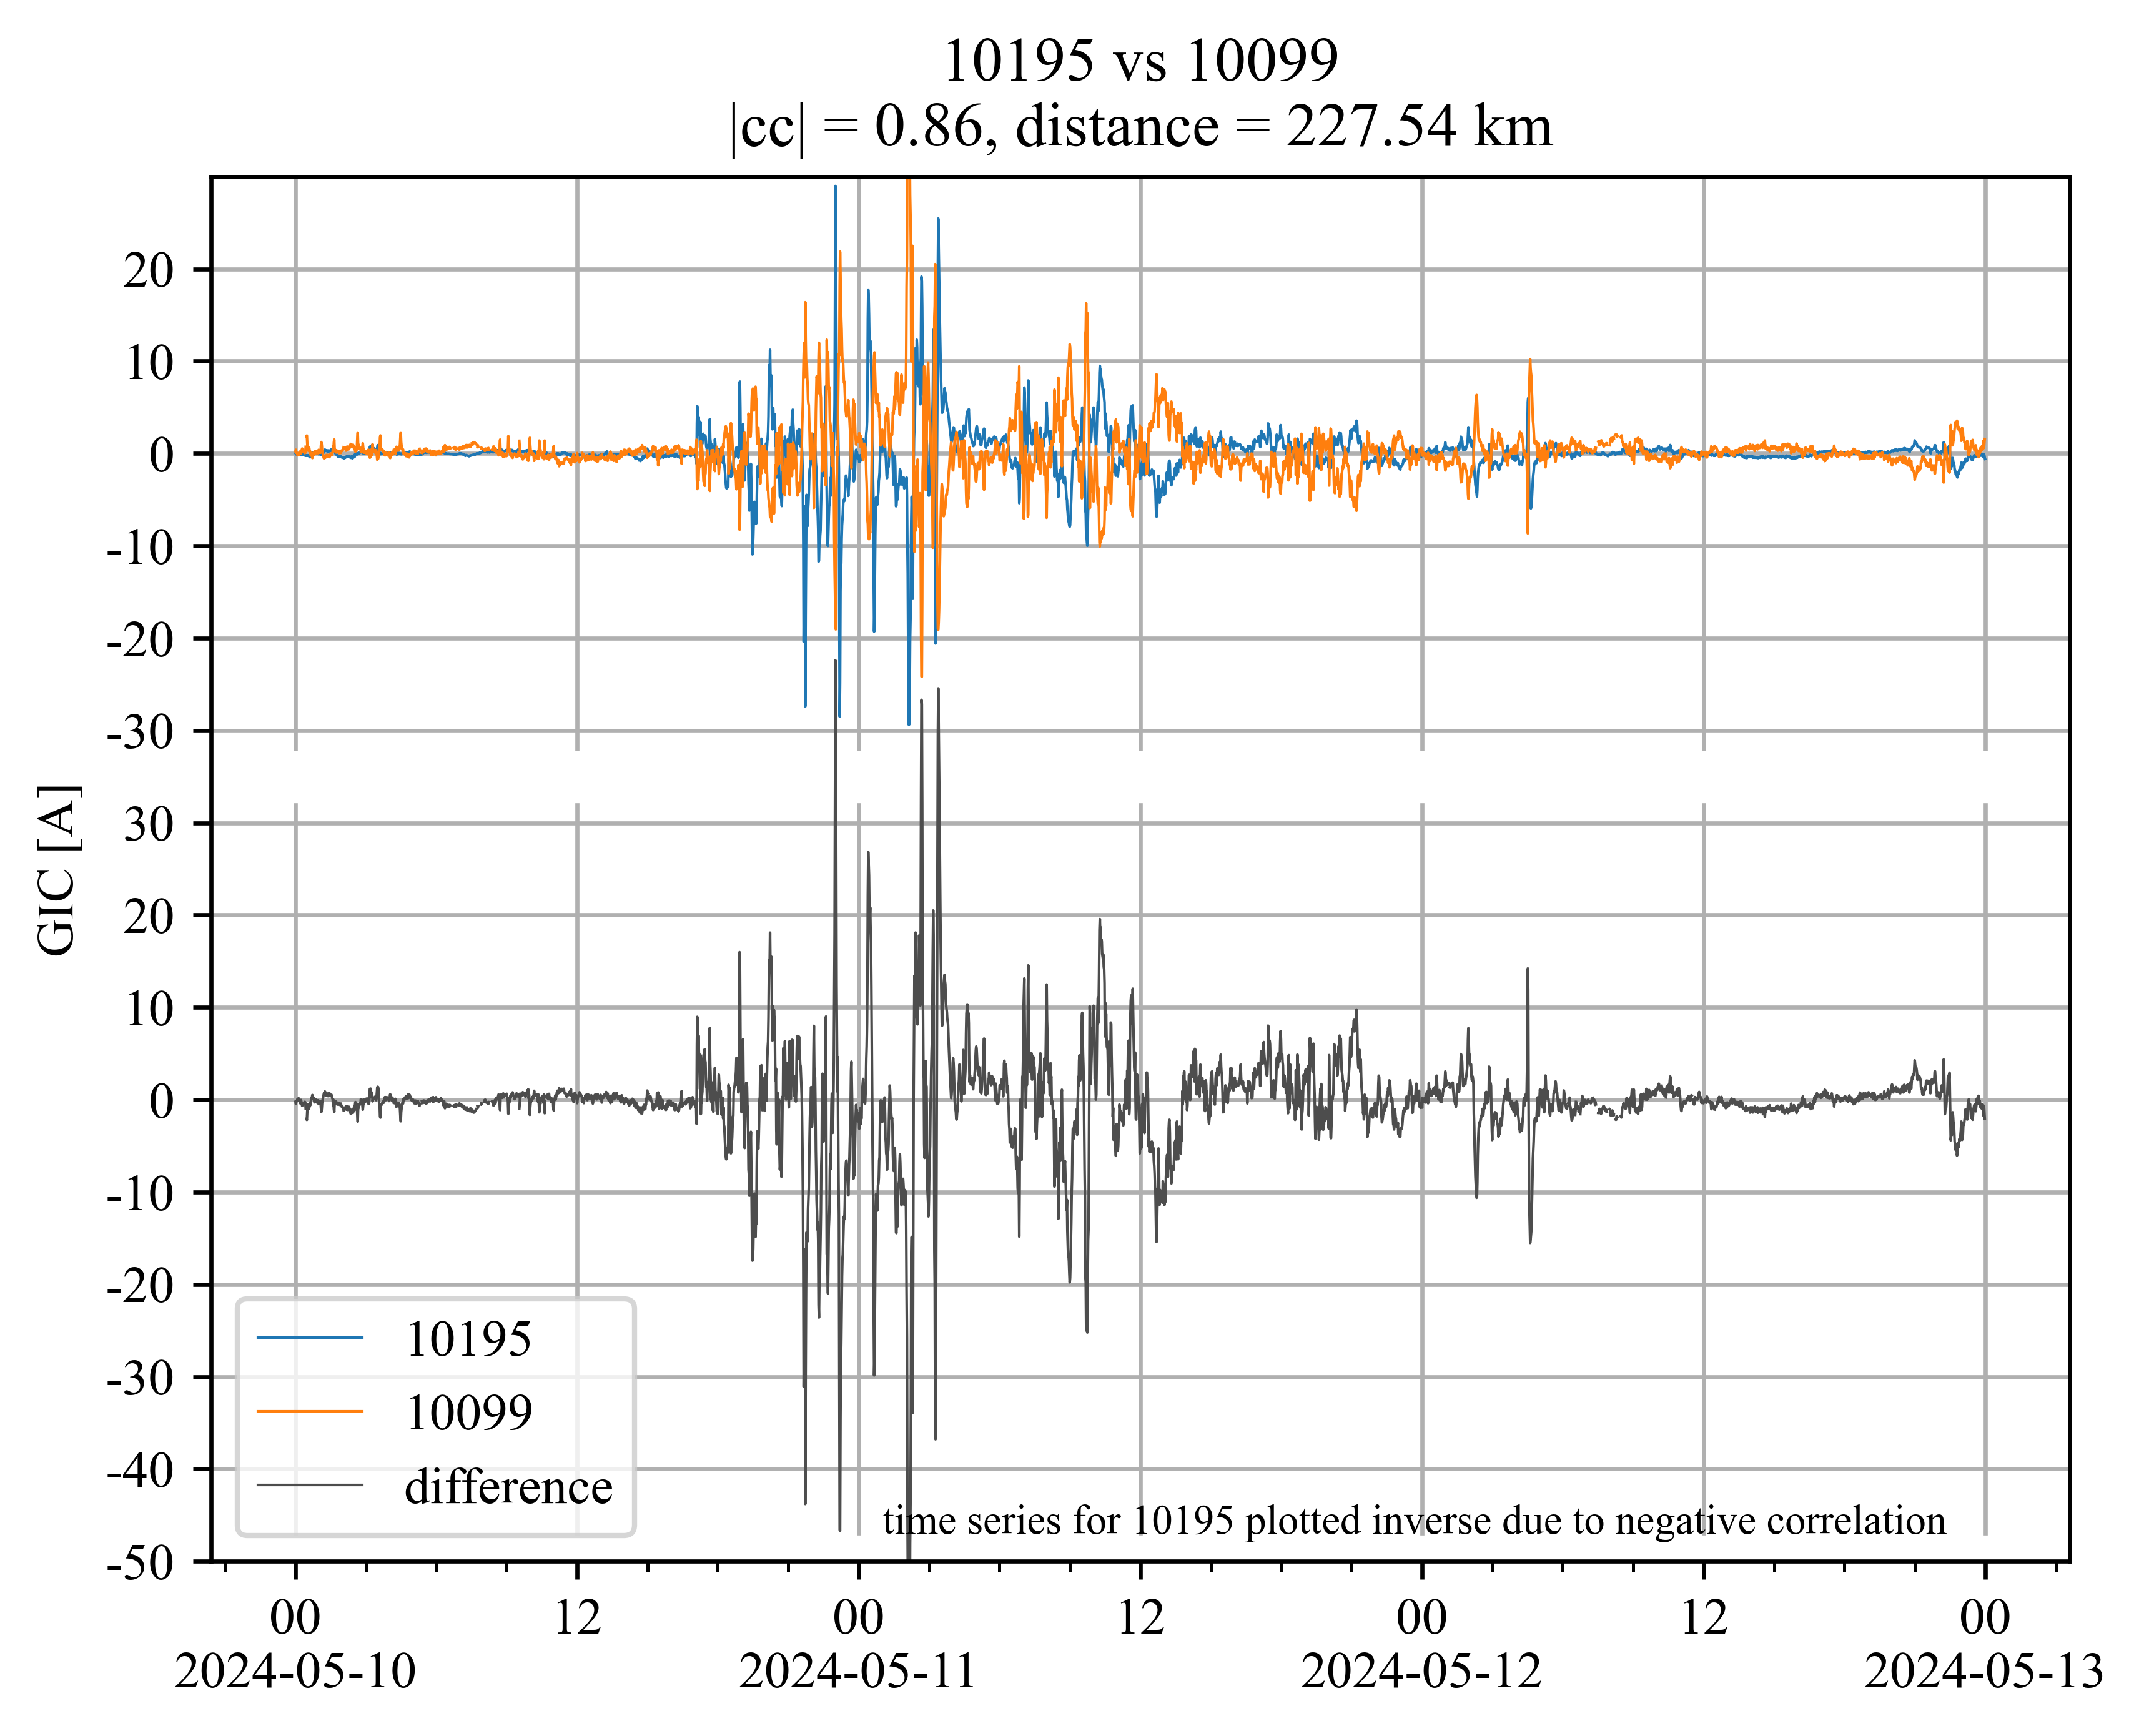 10195 vs 10099
|cc| = 0.86, distance = 227.54 km
20
10
0
-10
-20
-30
30
20
10
0
-10
-20
-30
-40
-50
GIC [A]
10195
10099
difference
time series for 10195 plotted inverse due to negative correlation
00 12 00 12 00 12 00
2024-05-10 2024-05-11 2024-05-12 2024-05-13